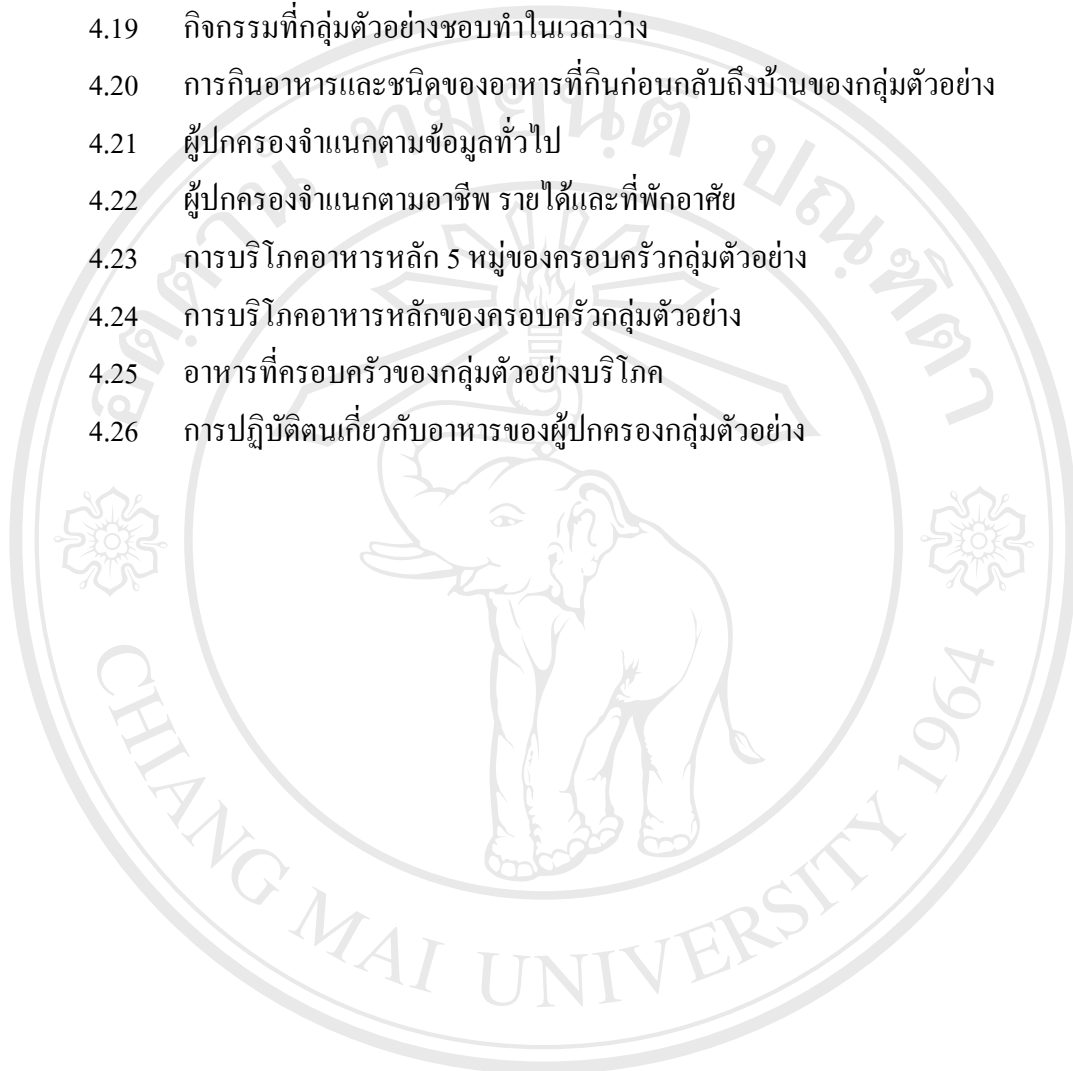 4.19 กิจกรรมที่กลุ่มตัวอย่างชอบทำในเวลาว่าง
4.20 การกินอาหารและชนิดของอาหารที่กินก่อนกลับถึงบ้านของกลุ่มตัวอย่าง
4.21 ผู้ปกครองจำแนกตามข้อมูลทั่วไป
4.22 ผู้ปกครองจำแนกตามอาชีพ รายได้และที่พักอาศัย
4.23 การบริโภคอาหารหลัก 5 หมู่ของครอบครัวกลุ่มตัวอย่าง
4.24 การบริโภคอาหารหลักของครอบครัวกลุ่มตัวอย่าง
4.25 อาหารที่ครอบครัวของกลุ่มตัวอย่างบริโภค
4.26 การปฏิบัติตนเกี่ยวกับอาหารของผู้ปกครองกลุ่มตัวอย่าง
อตฺตานํ ทมยนฺติ ปณฺฑิตา
CHIANG MAI UNIVERSITY 1964